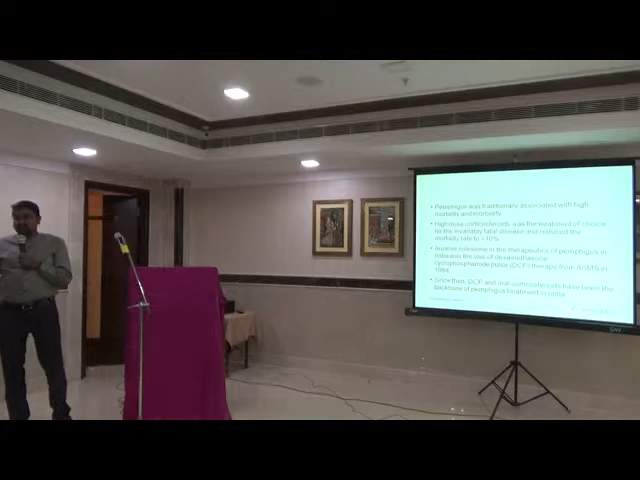 • Pemphigus was traditionally associated with high
mortality and morbidity.
• High dose corticosteroids was the treatment of choice
for the invariably fatal disease and reduced the
mortality rate to ~10%.
• Another milestone in the therapeutics of pemphigus in
India was the use of dexamethasone
cyclophosphamide pulse (DCP) therapy from AIIMS in
1984.
• Since then, DCP and oral corticosteroids have been the
backbone of pemphigus treatment in India.